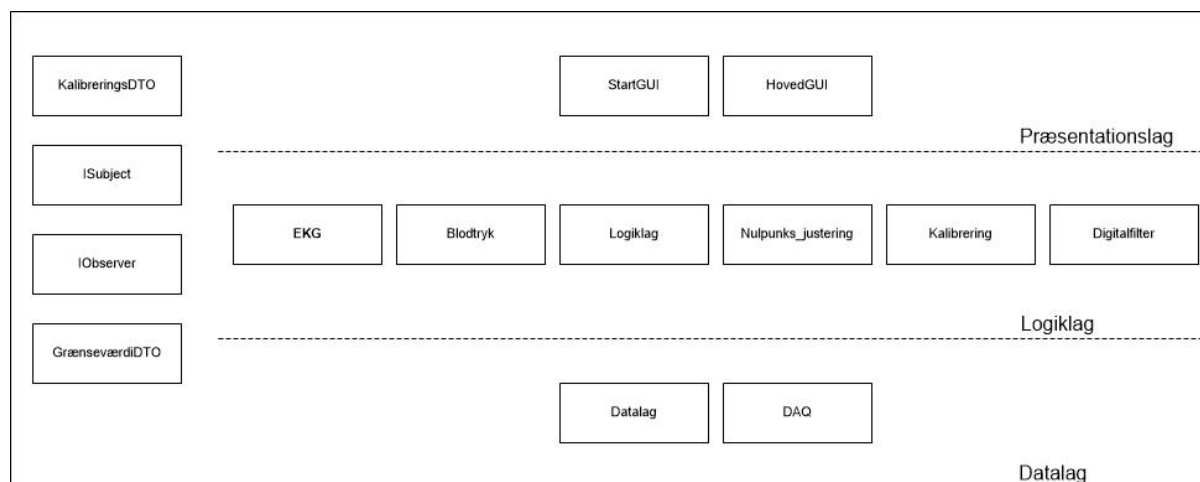 KalibreringsDTO
StartGUI
HovedGUI
Præsentationslag
ISubject
EKG
Blodtryk
Logiklag
Nulpunks_justering
Kalibrering
Digitalfilter
IObserver
Logiklag
GrænseværdiDTO
Datalag
DAQ
Datalag